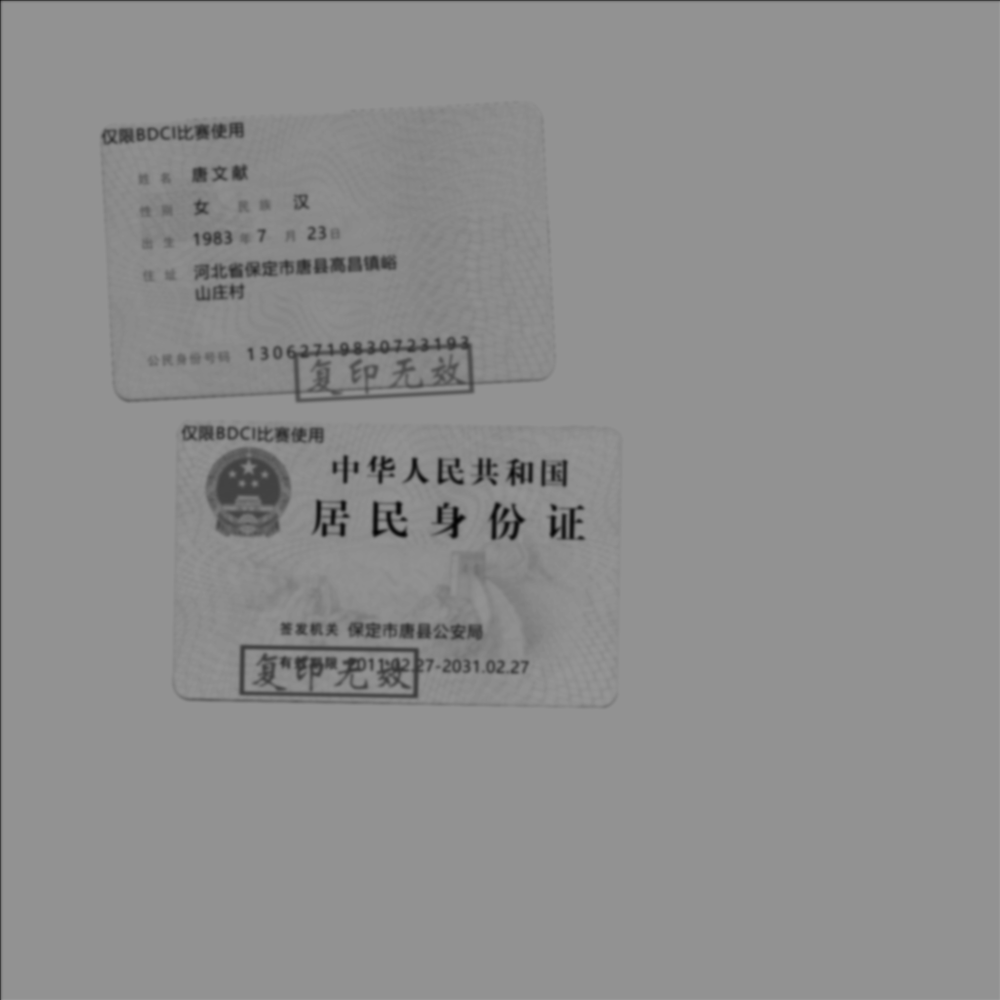 仅限BDCI比赛使用
姓名 唐文献
性别 女 民族 汉
出生 1983 年 7 月 23 日
住址 河北省保定市唐县高昌镇峪
山庄村
公民身份号码 130627198307223193
复印无效
仅限BDCI比赛使用
中华人民共和国
居民身份证
签发机关 保定市唐县公安局
有效期限 2011.02.27-2031.02.27
复印无效